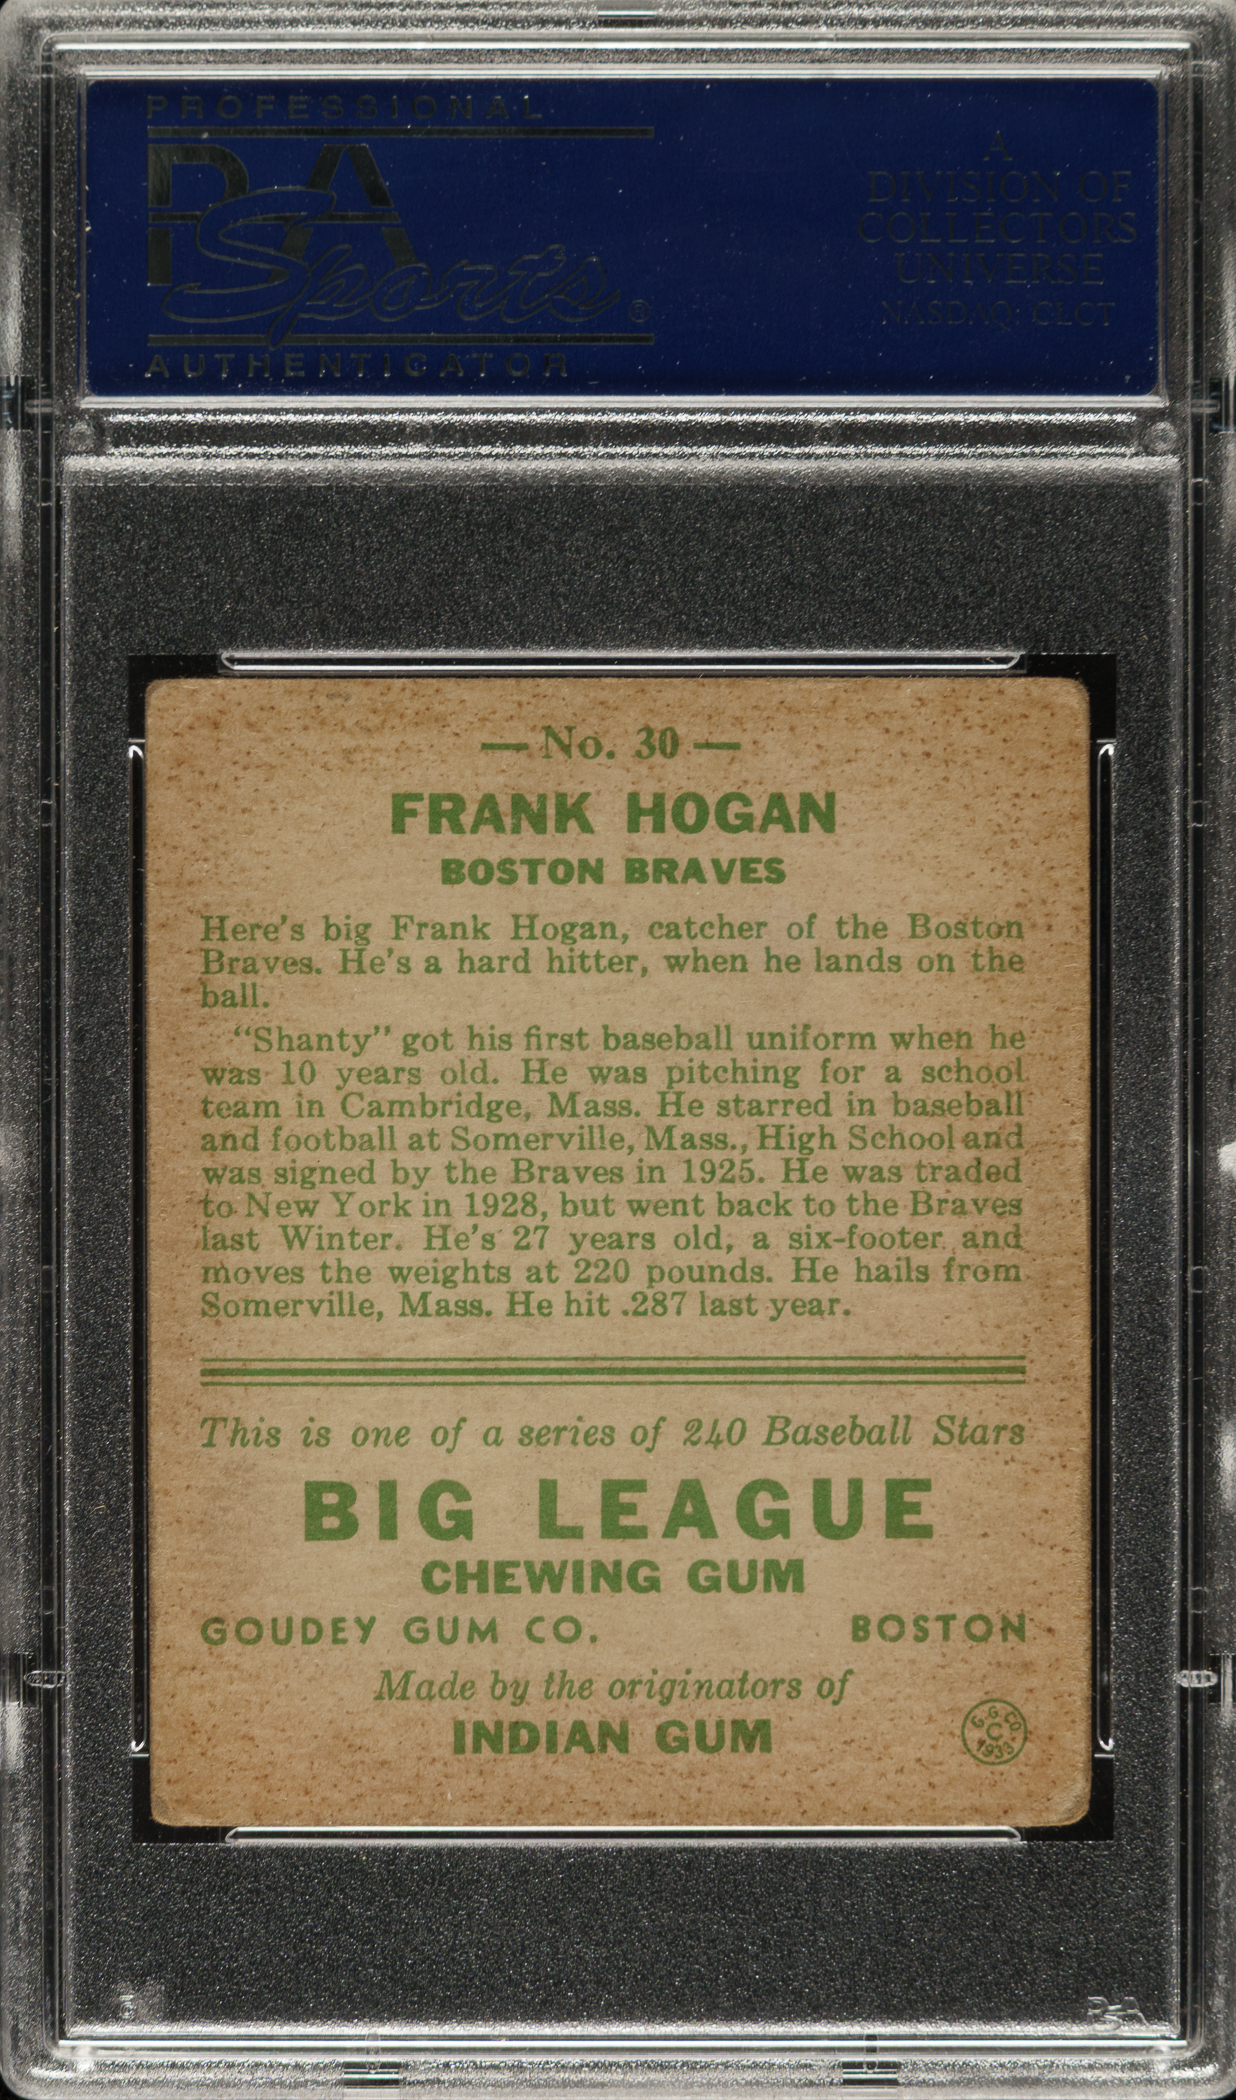 PROFESSIONAL
PSA
Sports®
AUTHENTICATOR
A
DIVISION OF
COLLECTORS
UNIVERSE
NASDAQ: CLCT
— No. 30 —
FRANK HOGAN
BOSTON BRAVES
Here's big Frank Hogan, catcher of the Boston
Braves. He's a hard hitter, when he lands on the
ball.
"Shanty" got his first baseball uniform when he
was 10 years old. He was pitching for a school
team in Cambridge, Mass. He starred in baseball
and football at Somerville, Mass., High School and
was signed by the Braves in 1925. He was traded
to New York in 1928, but went back to the Braves
last Winter. He's 27 years old, a six-footer and
moves the weights at 220 pounds. He hails from
Somerville, Mass. He hit .287 last year.
This is one of a series of 240 Baseball Stars
BIG LEAGUE
CHEWING GUM
GOUDEY GUM CO. BOSTON
Made by the originators of
INDIAN GUM
G.G.CO.
C
1933
PSA